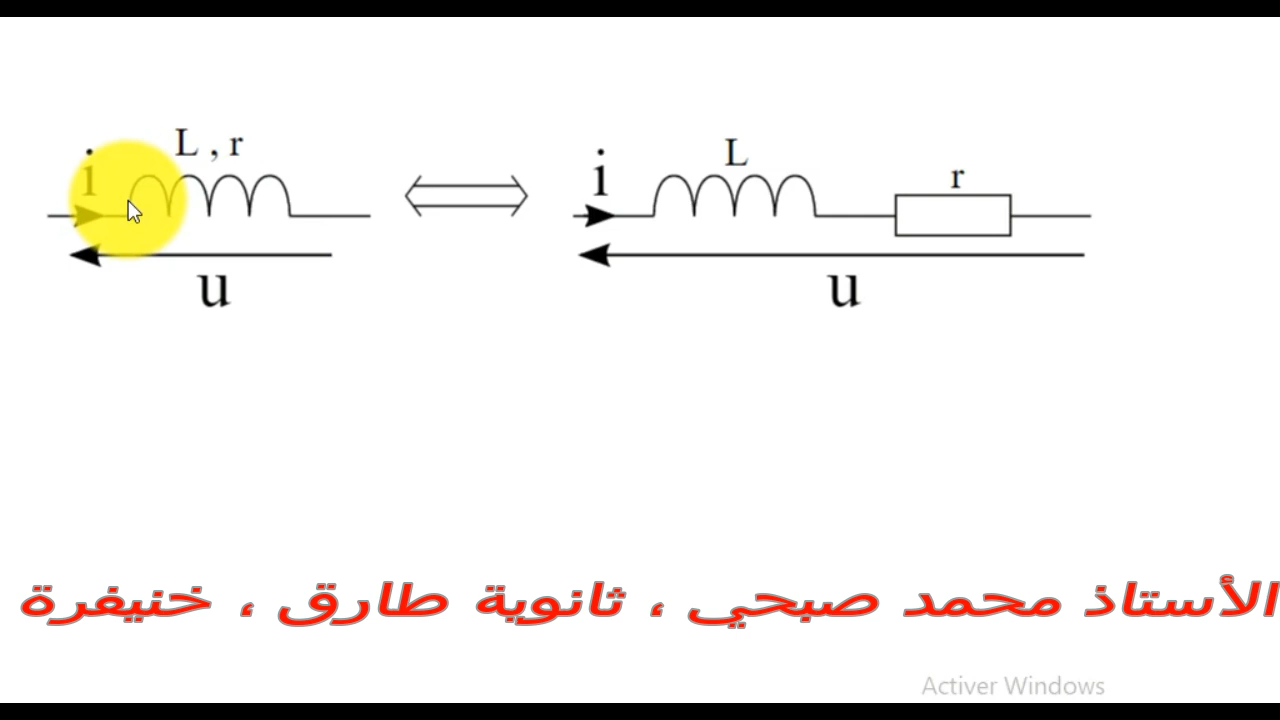 L , r
i
u
L
i
r
u
الأستاذ محمد صبحي ، ثانوية طارق ، خنيفرة
Activer Windows